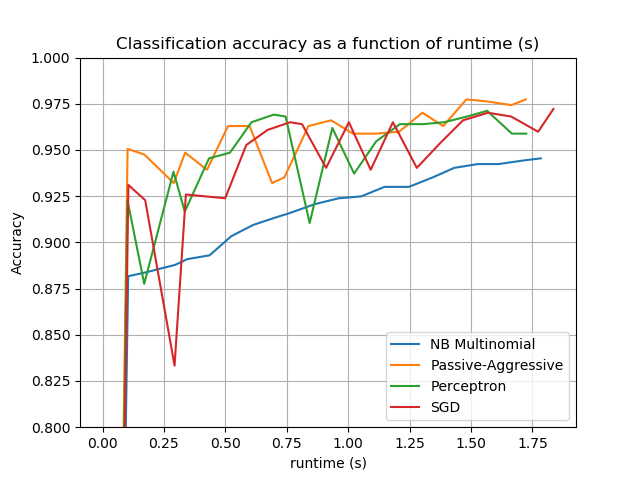 Classification accuracy as a function of runtime (s)
1.000
0.975
0.950
0.925
0.900
0.875
0.850
0.825
0.800
Accuracy
NB Multinomial
Passive-Aggressive
Perceptron
SGD
0.00 0.25 0.50 0.75 1.00 1.25 1.50 1.75
runtime (s)